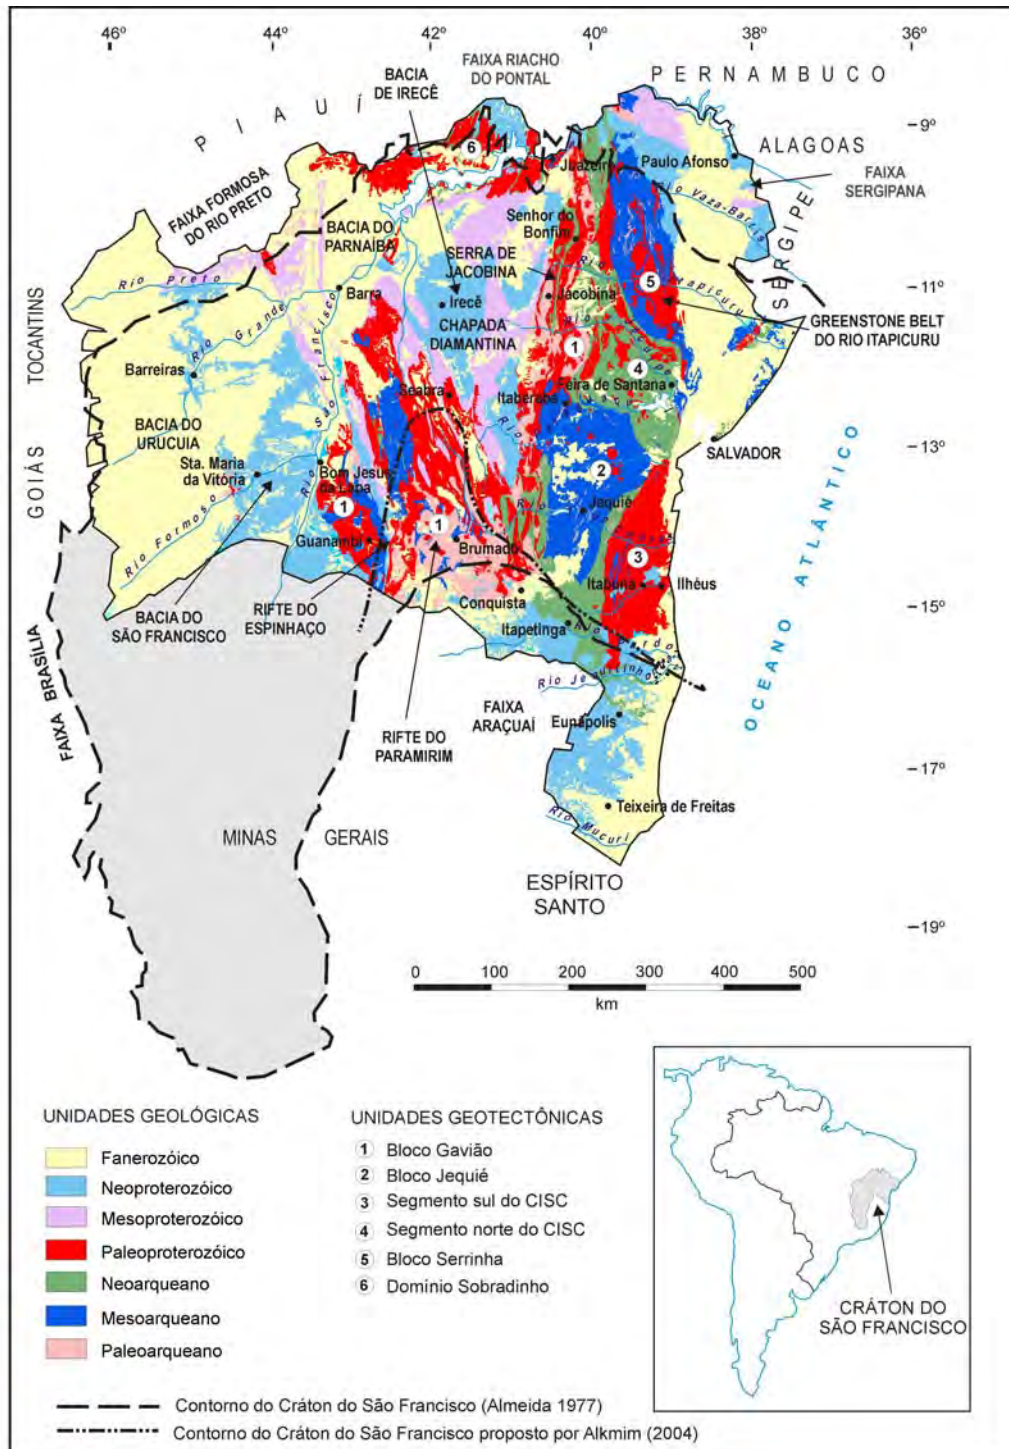 46º
44º
42º
40º
38º
36º
FAIXA RIACHO
DO PONTAL
BACIA
DE IRECÊ
PERNAMBUCO
PIAUÍ
9º
ALAGOAS
6
Juazeiro
Paulo Afonso
FAIXA
SERGIPANA
Rio Vaza-Barris
FAIXA FORMOSA
DO RIO PRETO
BACIA DO
PARNAÍBA
Senhor do
Bonfim
SERRA DE
JACOBINA
SERGIPE
5
Rio Itapicuru
Rio Preto
Barra
Irecê
Jacobina
11º
GREENSTONE BELT
DO RIO ITAPICURU
TOCANTINS
Rio Grande
Rio São Francisco
CHAPADA
DIAMANTINA
1
4
Barreiras
Seabra
Feira de Santana
Itaberaba
BACIA DO
URUCUIA
SALVADOR
13º
GOIÁS
Sta. Maria
da Vitória
Bom Jesus
da Lapa
2
Jequié
1
1
Rio Formoso
Guanambi
Brumado
3
Itabuna
Ilhéus
BACIA DO
SÃO FRANCISCO
RIFTE DO
ESPINHAÇO
Conquista
15º
Itapetinga
Rio Pardo
Rio Jequitinhonha
FAIXA BRASÍLIA
FAIXA
ARAÇUAÍ
Eunápolis
RIFTE DO
PARAMIRIM
OCEANO ATLÂNTICO
17º
Teixeira de Freitas
Rio Mucuri
MINAS GERAIS
ESPÍRITO
SANTO
19º
0 100 200 300 400 500
km
UNIDADES GEOLÓGICAS
Fanerozóico
Neoproterozóico
Mesoproterozóico
Paleoproterozóico
Neoarqueano
Mesoarqueano
Paleoarqueano
UNIDADES GEOTECTÔNICAS
1 Bloco Gavião
2 Bloco Jequié
3 Segmento sul do CISC
4 Segmento norte do CISC
5 Bloco Serrinha
6 Domínio Sobradinho
CRÁTON DO
SÃO FRANCISCO
Contorno do Cráton do São Francisco (Almeida 1977)
Contorno do Cráton do São Francisco proposto por Alkmim (2004)